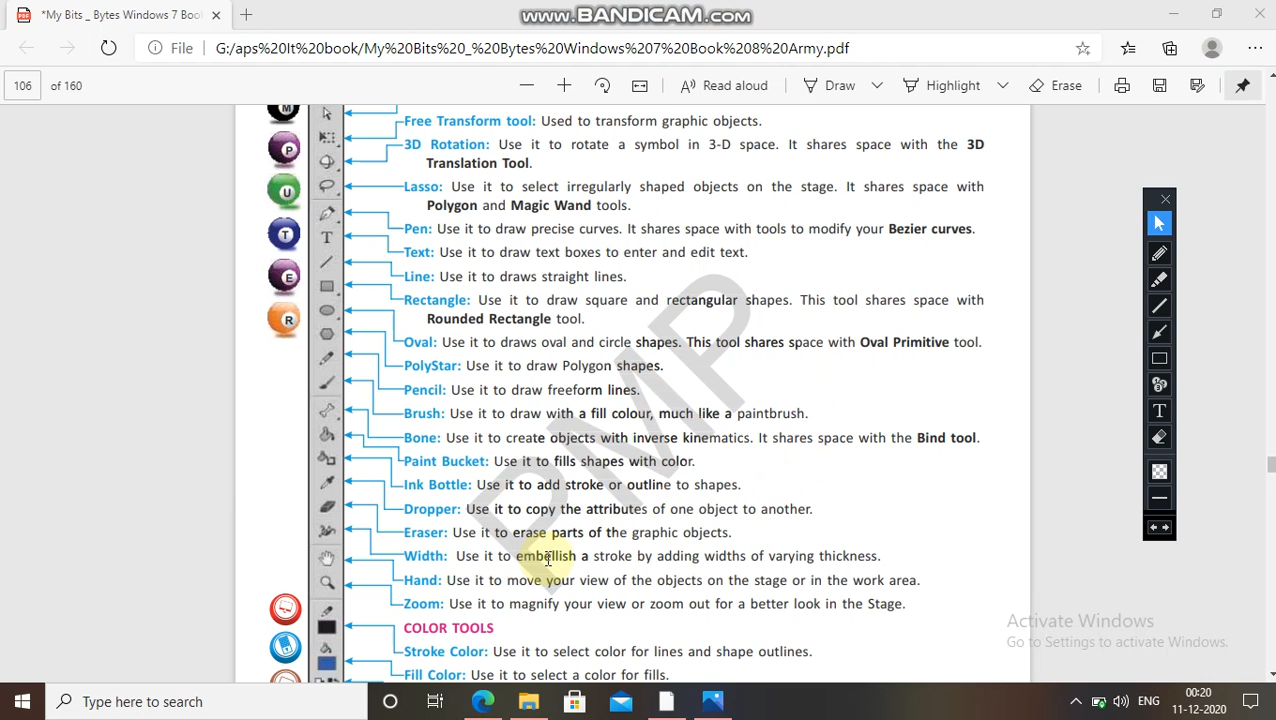 *My Bits _ Bytes Windows 7 Boo
WWW.BANDICAM.COM
File
G:/aps%20It%20book/My%20Bits%20_%20Bytes%20Windows%207%20Book%208%20Army.pdf
106 of 160
Read aloud
Draw
Highlight
Erase
Free Transform tool: Used to transform graphic objects.
3D Rotation: Use it to rotate a symbol in 3-D space. It shares space with the 3D
Translation Tool.
Lasso: Use it to select irregularly shaped objects on the stage. It shares space with
Polygon and Magic Wand tools.
Pen: Use it to draw precise curves. It shares space with tools to modify your Bezier curves.
Text: Use it to draw text boxes to enter and edit text.
Line: Use it to draws straight lines.
Rectangle: Use it to draw square and rectangular shapes. This tool shares space with
Rounded Rectangle tool.
Oval: Use it to draws oval and circle shapes. This tool shares space with Oval Primitive tool.
PolyStar: Use it to draw Polygon shapes.
Pencil: Use it to draw freeform lines.
Brush: Use it to draw with a fill colour, much like a paintbrush.
Bone: Use it to create objects with inverse kinematics. It shares space with the Bind tool.
Paint Bucket: Use it to fills shapes with color.
Ink Bottle: Use it to add stroke or outline to shapes.
Dropper: Use it to copy the attributes of one object to another.
Eraser: Use it to erase parts of the graphic objects.
Width: Use it to embellish a stroke by adding widths of varying thickness.
Hand: Use it to move your view of the objects on the stage or in the work area.
Zoom: Use it to magnify your view or zoom out for a better look in the Stage.
COLOR TOOLS
Stroke Color: Use it to select color for lines and shape outlines.
Fill Color: Use it to select a color for fills.
M
P
U
T
E
R
PMP
T
T
Activate Windows
Go to Settings to activate Windows.
Type here to search
ENG
00:20
11-12-2020